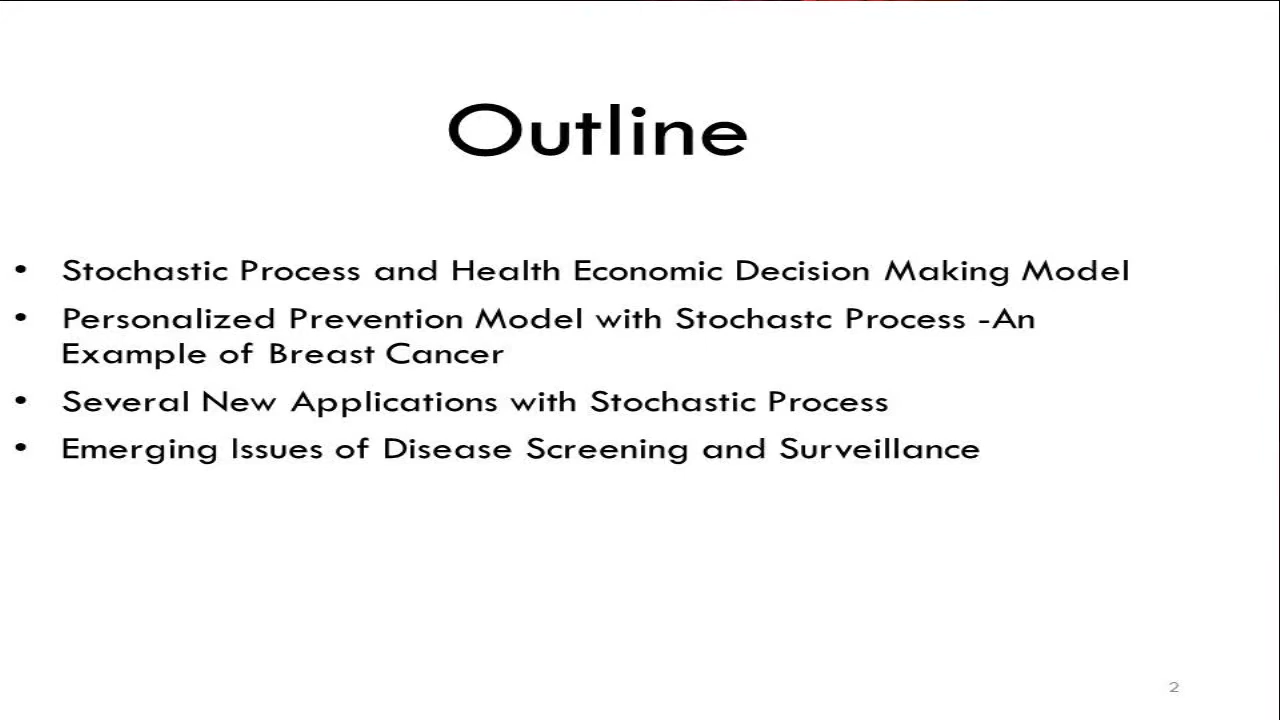 Outline
• Stochastic Process and Health Economic Decision Making Model
• Personalized Prevention Model with Stochastc Process -An
Example of Breast Cancer
• Several New Applications with Stochastic Process
• Emerging Issues of Disease Screening and Surveillance
2